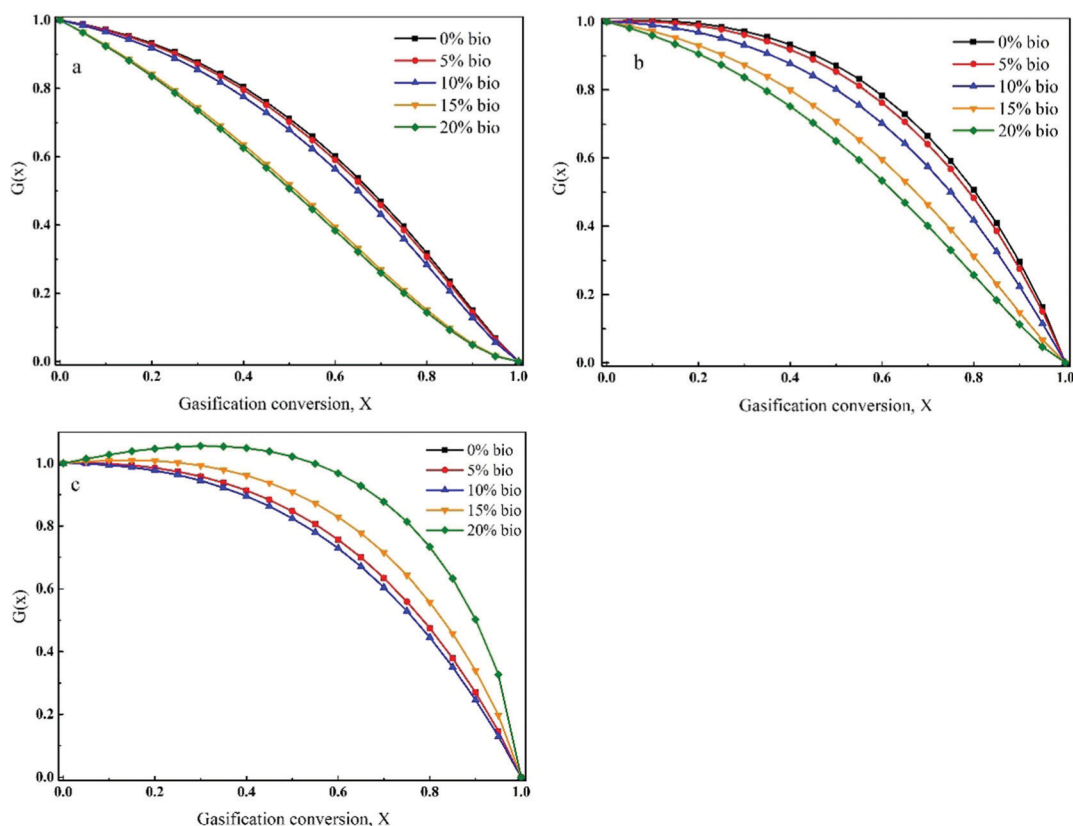 a
0% bio
5% bio
10% bio
15% bio
20% bio
G(x)
1.0
0.8
0.6
0.4
0.2
0.0
0.0 0.2 0.4 0.6 0.8 1.0
Gasification conversion, X
b
0% bio
5% bio
10% bio
15% bio
20% bio
G(x)
1.0
0.8
0.6
0.4
0.2
0.0
0.0 0.2 0.4 0.6 0.8 1.0
Gasification conversion, X
c
0% bio
5% bio
10% bio
15% bio
20% bio
G(x)
1.0
0.8
0.6
0.4
0.2
0.0
0.0 0.2 0.4 0.6 0.8 1.0
Gasification conversion, X